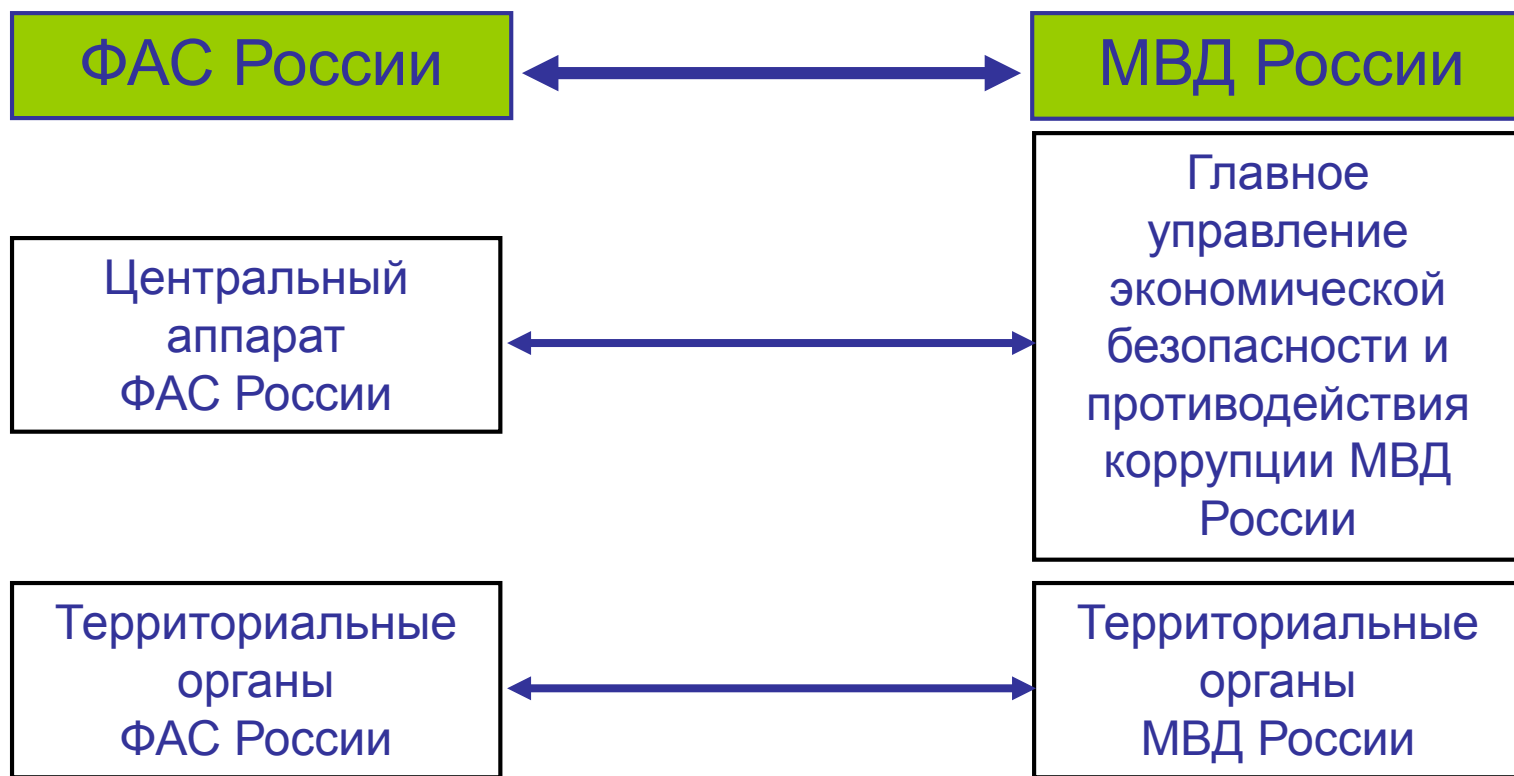 ФАС России
МВД России
Центральный
аппарат
ФАС России
Главное
управление
экономической
безопасности и
противодействия
коррупции МВД
России
Территориальные
органы
ФАС России
Территориальные
органы
МВД России